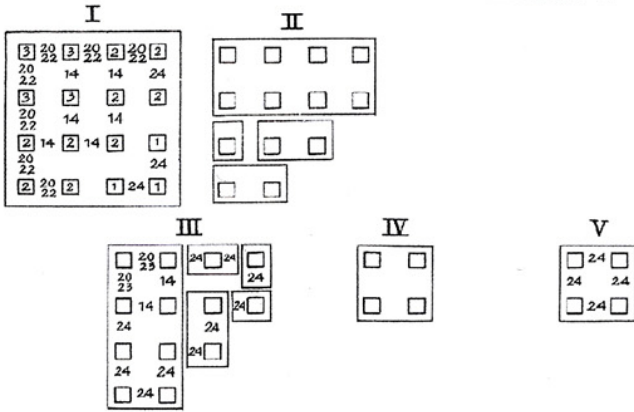 I
II
3 20 22 3 20 22 2 20 22 2
20 22 14 14 24
3 3 2 2
20 22 14 14
2 14 2 14 2 1
20 22 24
2 20 22 2 1 24 1
III
IV
V
20 23 24 24 24
20 23 14 24 24 24
14 24
24 24
24
24 24 24
24 24